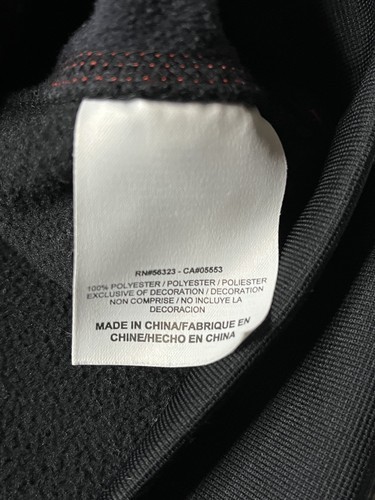 RN#56323 - CA#05553
100% POLYESTER / POLYESTER / POLIESTER
EXCLUSIVE OF DECORATION / DECORATION
NON COMPRISE / NO INCLUYE LA
DECORACION
MADE IN CHINA/FABRIQUE EN
CHINE/HECHO EN CHINA